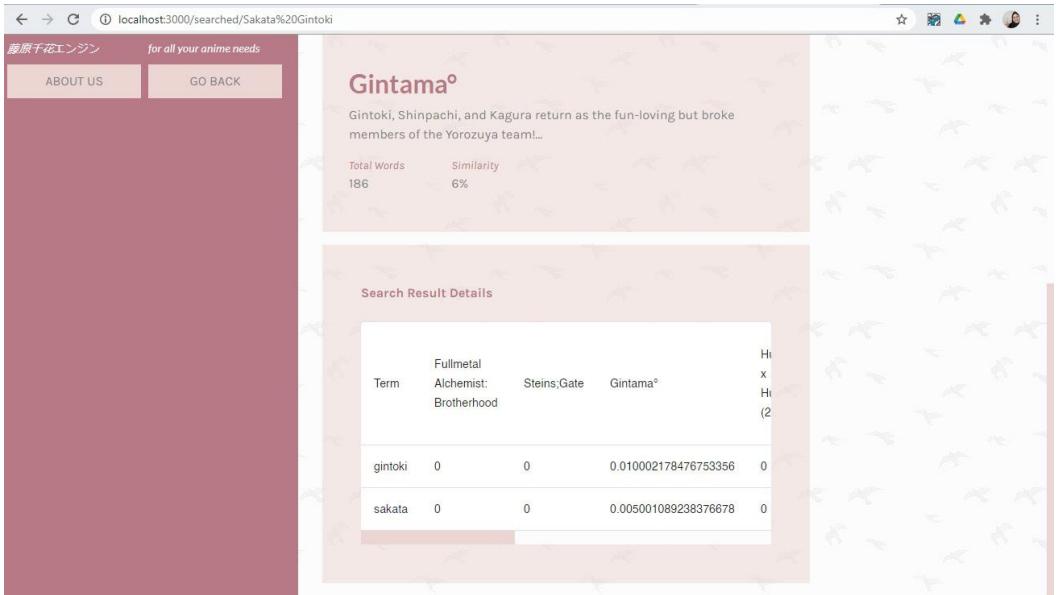 localhost:3000/searched/Sakata%20Gintoki
藤原千花エンジン for all your anime needs
ABOUT US GO BACK
Gintama°
Gintoki, Shinpachi, and Kagura return as the fun-loving but broke
members of the Yorozuya team!...
Total Words Similarity
186 6%
Search Result Details
Term Fullmetal Alchemist: Brotherhood Steins;Gate Gintama° Hu x Hu (2
gintoki 0 0 0.010002178476753356 0
sakata 0 0 0.005001089238376678 0